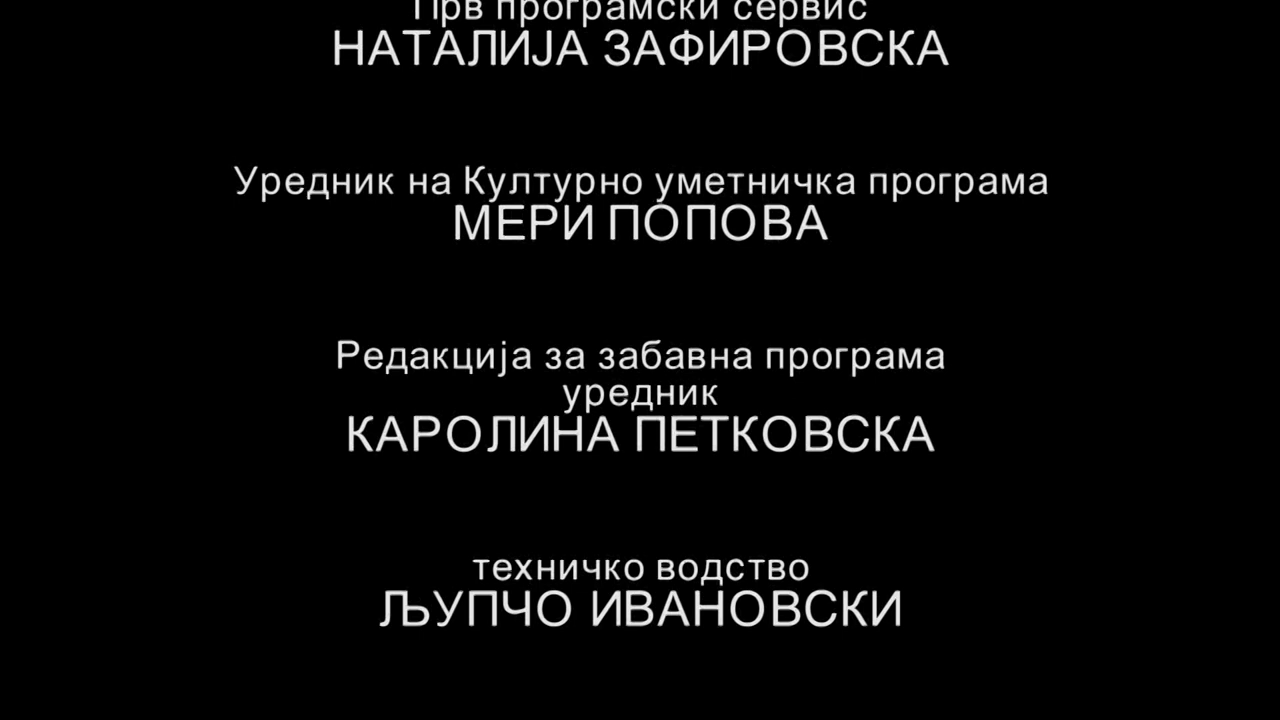 Прв програмски сервис
НАТАЛИЈА ЗАФИРОВСКА
Уредник на Културно уметничка програма
МЕРИ ПОПОВА
Редакција за забавна програма
уредник
КАРОЛИНА ПЕТКОВСКА
техничко водство
ЉУПЧО ИВАНОВСКИ